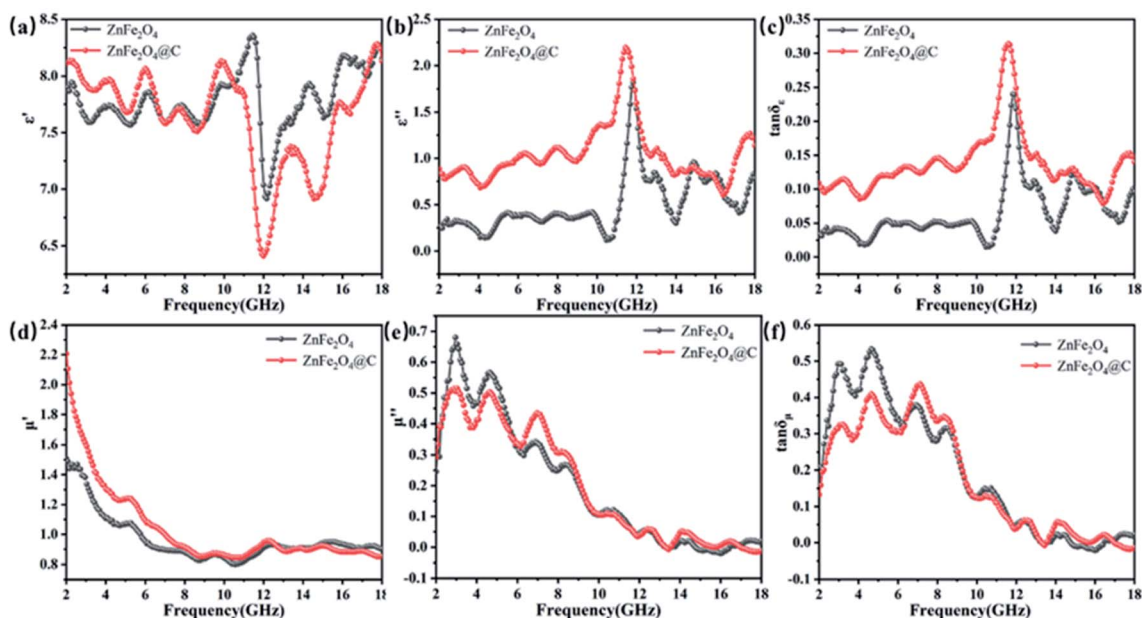 (a)
ZnFe₂O₄
ZnFe₂O₄@C
ε'
8.5
8.0
7.5
7.0
6.5
2 4 6 8 10 12 14 16 18
Frequency(GHz)
(b)
ZnFe₂O₄
ZnFe₂O₄@C
ε''
2.5
2.0
1.5
1.0
0.5
0.0
2 4 6 8 10 12 14 16 18
Frequency(GHz)
(c)
ZnFe₂O₄
ZnFe₂O₄@C
tanδε
0.35
0.30
0.25
0.20
0.15
0.10
0.05
0.00
2 4 6 8 10 12 14 16 18
Frequency(GHz)
(d)
ZnFe₂O₄
ZnFe₂O₄@C
μ'
2.4
2.2
2.0
1.8
1.6
1.4
1.2
1.0
0.8
0.6
2 4 6 8 10 12 14 16 18
Frequency(GHz)
(e)
ZnFe₂O₄
ZnFe₂O₄@C
μ''
0.7
0.6
0.5
0.4
0.3
0.2
0.1
0.0
-0.1
2 4 6 8 10 12 14 16 18
Frequency(GHz)
(f)
ZnFe₂O₄
ZnFe₂O₄@C
tanδμ
0.6
0.5
0.4
0.3
0.2
0.1
0.0
-0.1
2 4 6 8 10 12 14 16 18
Frequency(GHz)